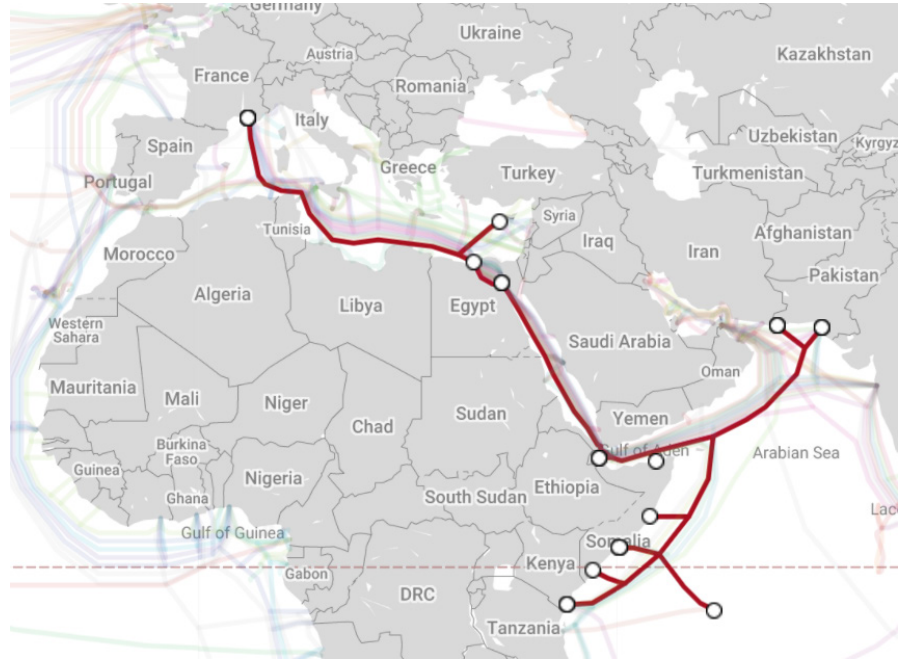 Germany
Ukraine
Kazakhstan
Austria
France
Romania
Italy
Uzbekistan
Kyrgyz
Spain
Greece
Turkey
Turkmenistan
Portugal
Syria
Afghanistan
Tunisia
Iraq
Iran
Morocco
Pakistan
Algeria
Libya
Egypt
Western
Sahara
Saudi Arabia
Oman
Mauritania
Mali
Niger
Chad
Sudan
Yemen
Gulf of Aden
Arabian Sea
Burkina
Faso
Guinea
Nigeria
Ethiopia
Ghana
South Sudan
Lac
Gulf of Guinea
Somalia
Kenya
Gabon
DRC
Tanzania